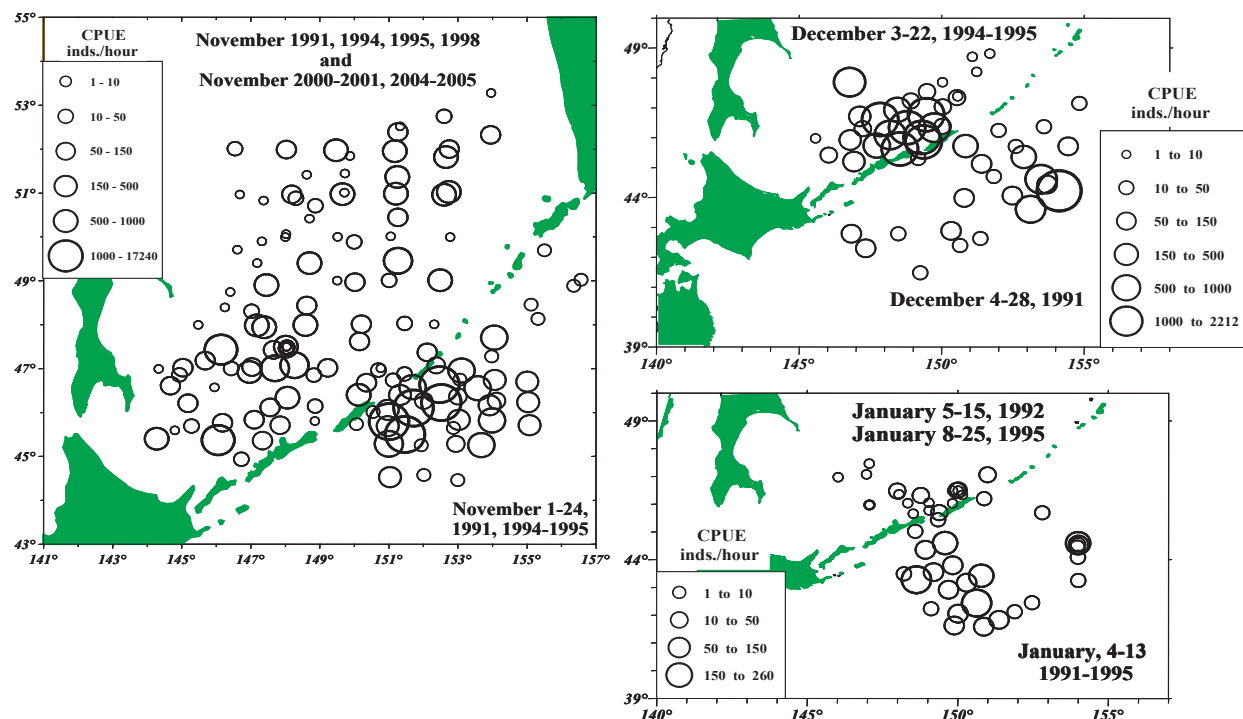 55°
53°
51°
49°
47°
45°
43°
141°
143°
145°
147°
149°
151°
153°
155°
157°
CPUE
inds./hour
1 - 10
10 - 50
50 - 150
150 - 500
500 - 1000
1000 - 17240
November 1991, 1994, 1995, 1998
and
November 2000-2001, 2004-2005
November 1-24,
1991, 1994-1995
49°
44°
39°
140°
145°
150°
155°
December 3-22, 1994-1995
CPUE
inds./hour
1 to 10
10 to 50
50 to 150
150 to 500
500 to 1000
1000 to 2212
December 4-28, 1991
49°
44°
39°
140°
145°
150°
155°
January 5-15, 1992
January 8-25, 1995
CPUE
inds./hour
1 to 10
10 to 50
50 to 150
150 to 260
January, 4-13
1991-1995